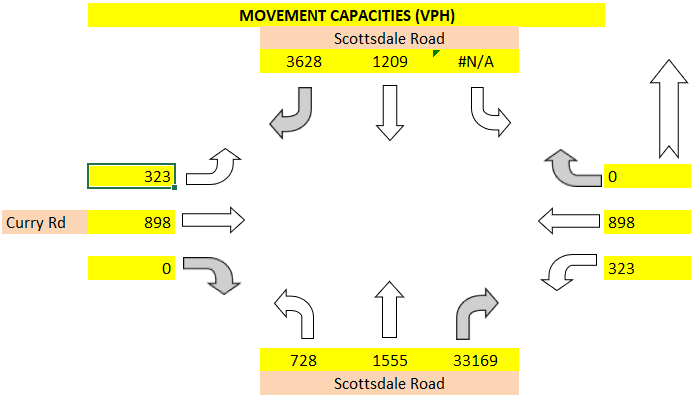 MOVEMENT CAPACITIES (VPH)
Scottsdale Road
3628 1209 #N/A
323 0
Curry Rd 898 898
0 323
728 1555 33169
Scottsdale Road